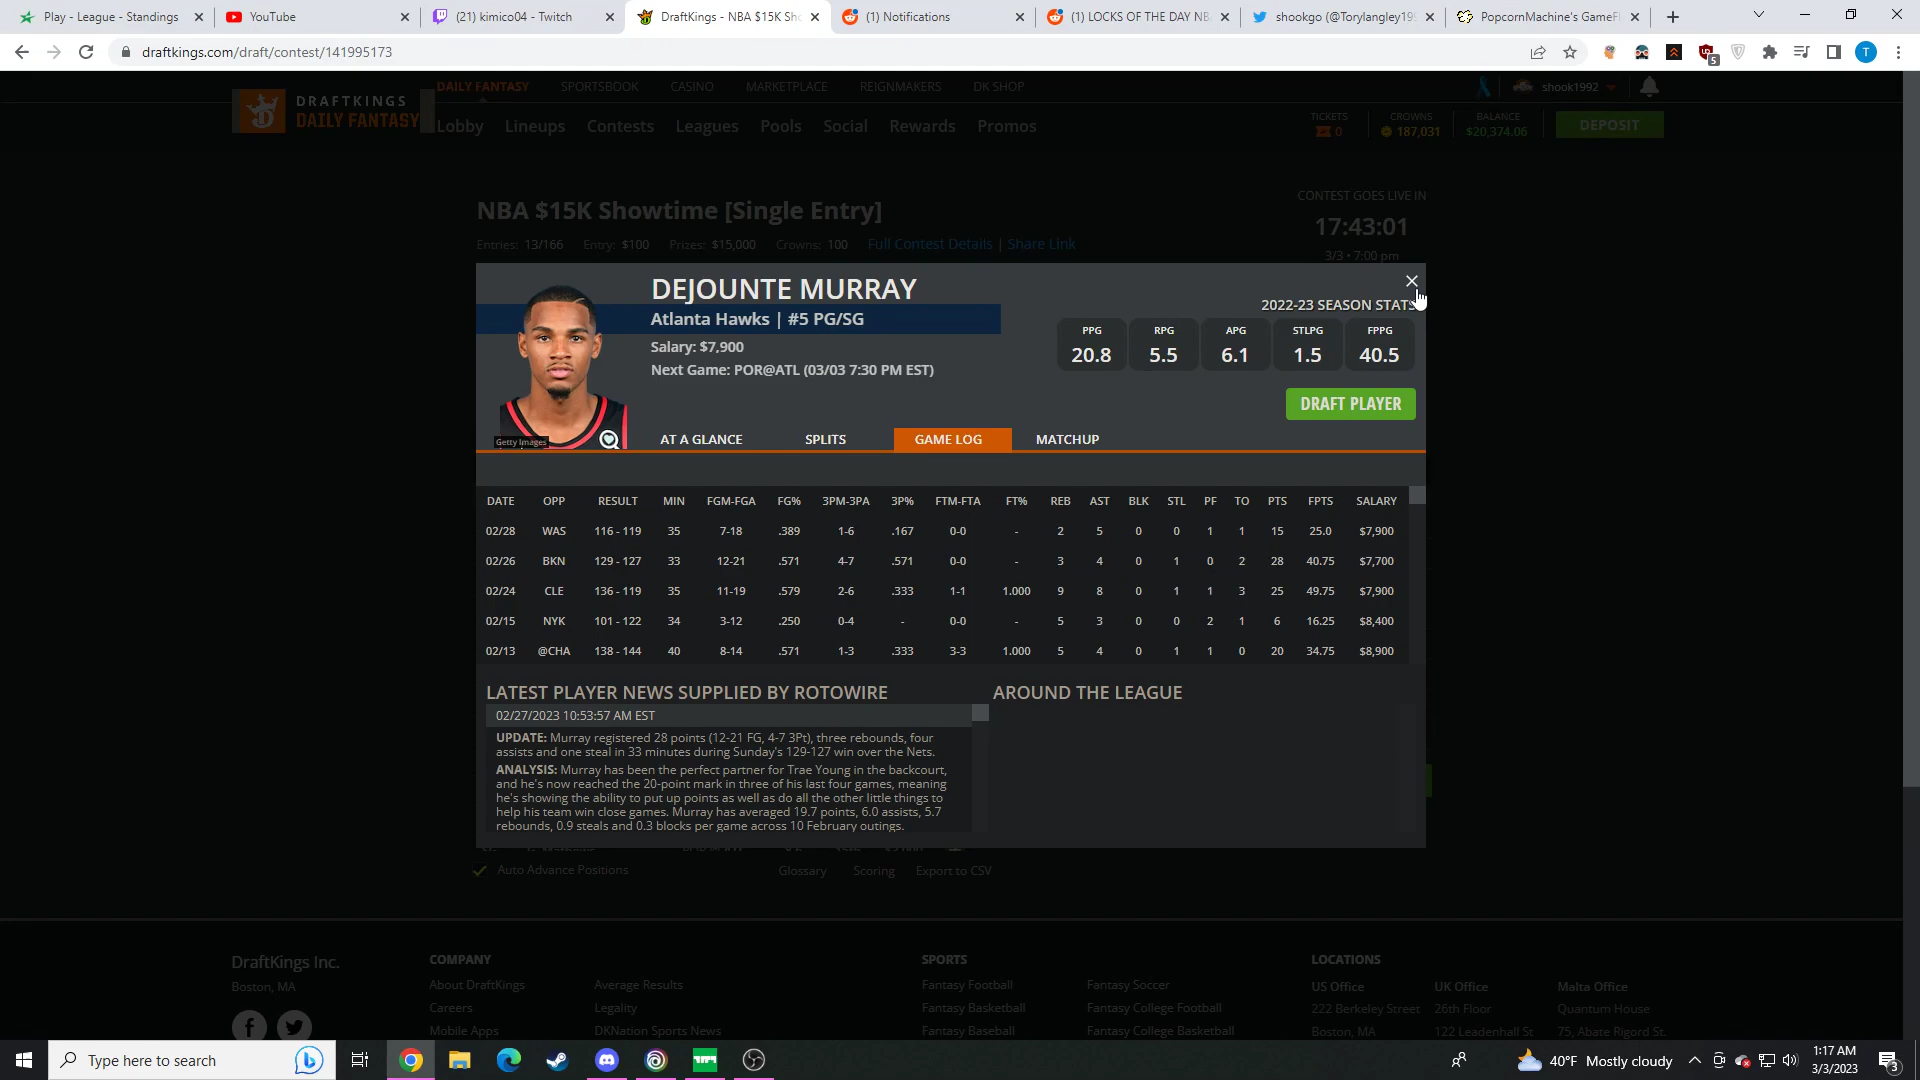 Play - League - Standings
YouTube
(21) kimico04 - Twitch
DraftKings - NBA $15K Sho
(1) Notifications
(1) LOCKS OF THE DAY NB
shookgo (@Torylangley199
PopcornMachine's GameFl
draftkings.com/draft/contest/141995173
5
T
DRAFTKINGS
DAILY FANTASY
DAILY FANTASY SPORTSBOOK CASINO MARKETPLACE REIGNMAKERS DK SHOP
shook1992
Lobby Lineups Contests Leagues Pools Social Rewards Promos
TICKETS CROWNS BALANCE
0 187,031 $20,374.06
DEPOSIT
NBA $15K Showtime [Single Entry]
CONTEST GOES LIVE IN
17:43:01
3/3 • 7:00 pm
Entries: 13/166 Entry: $100 Prizes: $15,000 Crowns: 100 Full Contest Details | Share Link
DEJOUNTE MURRAY
Atlanta Hawks | #5 PG/SG
Salary: $7,900
Next Game: POR@ATL (03/03 7:30 PM EST)
Getty Images
2022-23 SEASON STATS
PPG RPG APG STLPG FPPG
20.8 5.5 6.1 1.5 40.5
DRAFT PLAYER
AT A GLANCE SPLITS GAME LOG MATCHUP
DATE OPP RESULT MIN FGM-FGA FG% 3PM-3PA 3P% FTM-FTA FT% REB AST BLK STL PF TO PTS FPTS SALARY
02/28 WAS 116 - 119 35 7-18 .389 1-6 .167 0-0 - 2 5 0 0 1 1 15 25.0 $7,900
02/26 BKN 129 - 127 33 12-21 .571 4-7 .571 0-0 - 3 4 0 1 0 2 28 40.75 $7,700
02/24 CLE 136 - 119 35 11-19 .579 2-6 .333 1-1 1.000 9 8 0 1 1 3 25 49.75 $7,900
02/15 NYK 101 - 122 34 3-12 .250 0-4 - 0-0 - 5 3 0 0 2 1 6 16.25 $8,400
02/13 @CHA 138 - 144 40 8-14 .571 1-3 .333 3-3 1.000 5 4 0 1 1 0 20 34.75 $8,900
LATEST PLAYER NEWS SUPPLIED BY ROTOWIRE
AROUND THE LEAGUE
02/27/2023 10:53:57 AM EST
UPDATE: Murray registered 28 points (12-21 FG, 4-7 3Pt), three rebounds, four
assists and one steal in 33 minutes during Sunday's 129-127 win over the Nets.
ANALYSIS: Murray has been the perfect partner for Trae Young in the backcourt,
and he's now reached the 20-point mark in three of his last four games, meaning
he's showing the ability to put up points as well as do all the other little things to
help his team win close games. Murray has averaged 19.7 points, 6.0 assists, 5.7
rebounds, 0.9 steals and 0.3 blocks per game across 10 February outings.
Auto Advance Positions
Glossary Scoring Export to CSV
DraftKings Inc.
Boston, MA
COMPANY
About DraftKings Average Results
Careers Legality
Mobile Apps DKNation Sports News
SPORTS
Fantasy Football Fantasy Soccer
Fantasy Basketball Fantasy College Football
Fantasy Baseball Fantasy College Basketball
LOCATIONS
US Office UK Office Malta Office
222 Berkeley Street 26th Floor Quantum House
Boston, MA 122 Leadenhall St 75, Abate Rigord St.
Type here to search
40°F Mostly cloudy
1:17 AM
3/3/2023
3